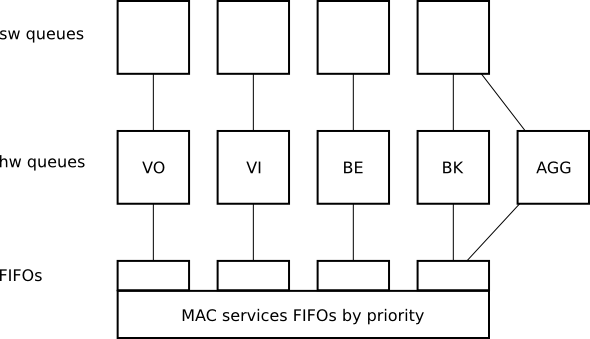 sw queues
hw queues
VO
VI
BE
BK
AGG
FIFOs
MAC services FIFOs by priority